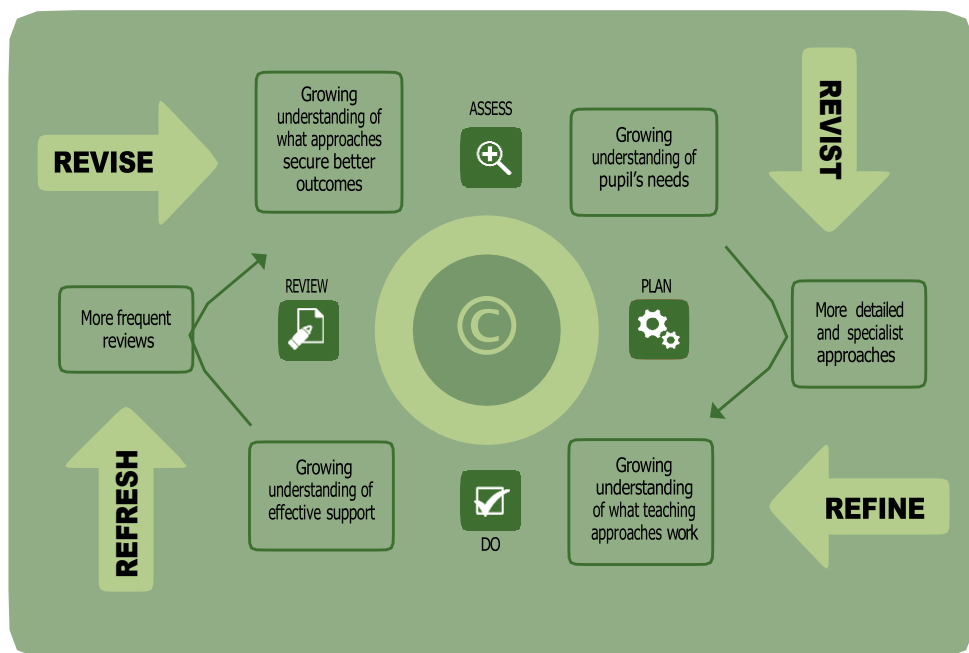 REVISE
Growing
understanding of
what approaches
secure better
outcomes
ASSESS
Growing
understanding of
pupil's needs
REVIST
More frequent
reviews
REVIEW
©
PLAN
More detailed
and specialist
approaches
REFRESH
Growing
understanding of
effective support
DO
Growing
understanding
of what teaching
approaches work
REFINE